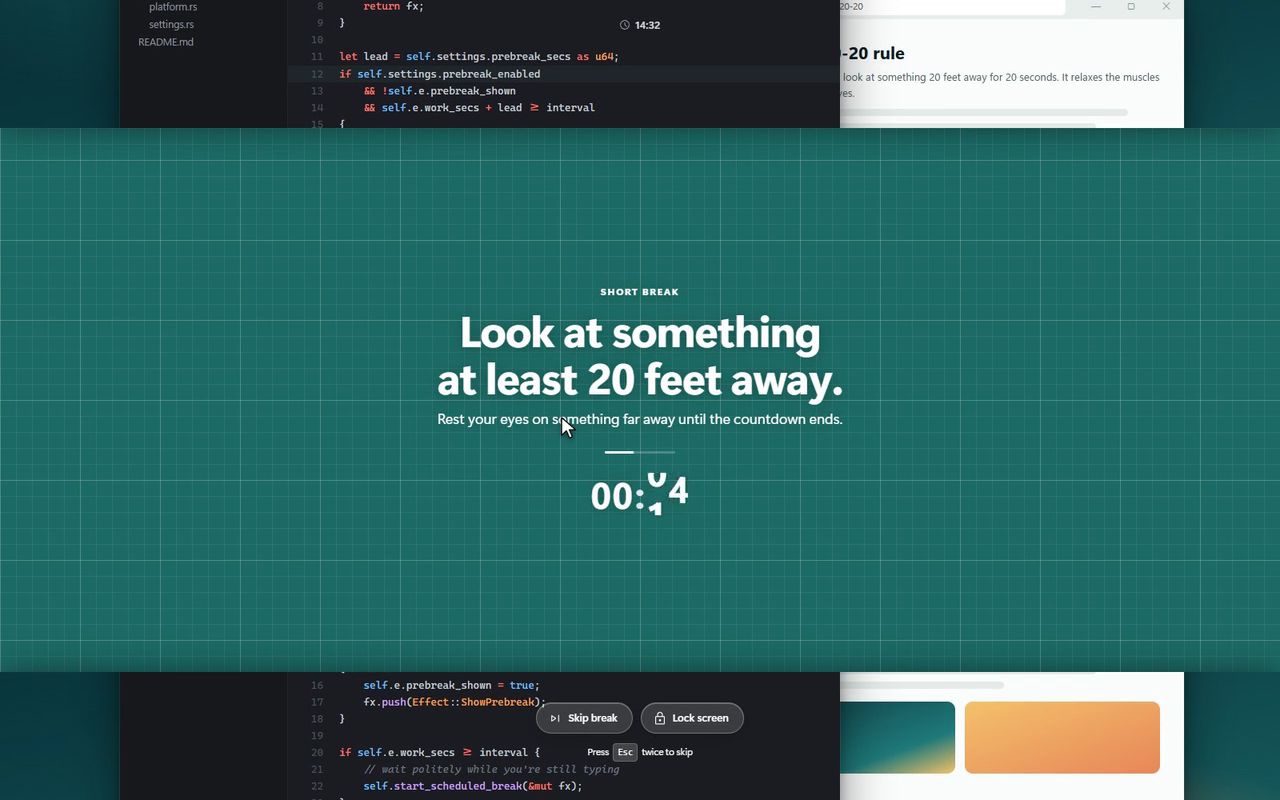 platform.rs
settings.rs
README.md
8 return fx;
9 }
10
11 let lead = self.settings.prebreak_secs as u64;
12 if self.settings.prebreak_enabled
13 && !self.e.prebreak_shown
14 && self.e.work_secs + lead ≥ interval
15 {
14:32
20-20
-20 rule
look at something 20 feet away for 20 seconds. It relaxes the muscles
SHORT BREAK
Look at something
at least 20 feet away.
Rest your eyes on something far away until the countdown ends.
00: 4
16 self.e.prebreak_shown = true;
17 fx.push(Effect::ShowPrebreak);
18 }
19
20 if self.e.work_secs ≥ interval {
21 // wait politely while you're still typing
22 self.start_scheduled_break(&mut fx);
Skip break
Lock screen
Press Esc twice to skip